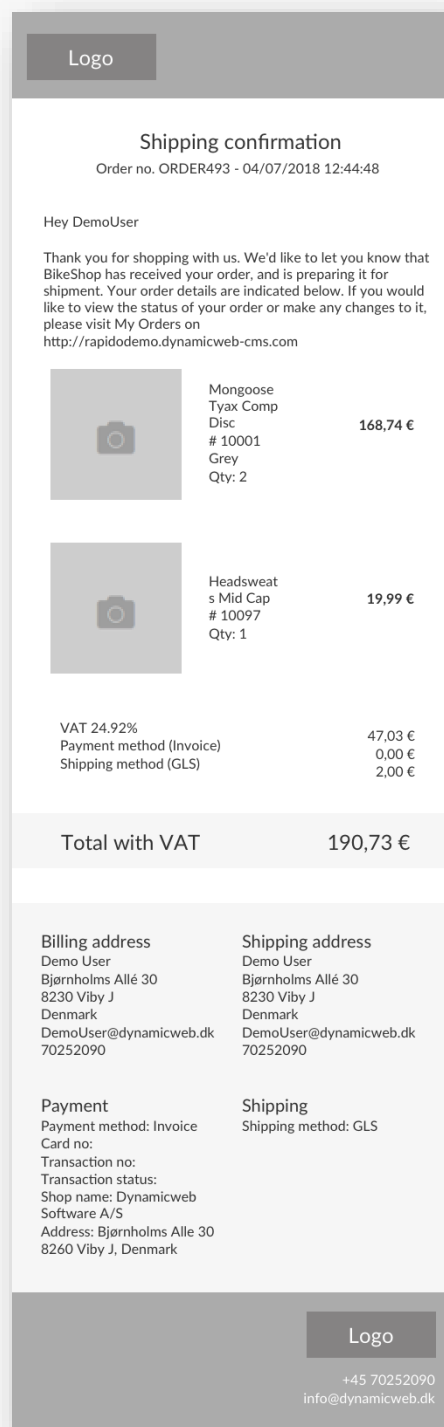 Logo
Shipping confirmation
Order no. ORDER493 - 04/07/2018 12:44:48
Hey DemoUser
Thank you for shopping with us. We'd like to let you know that
BikeShop has received your order, and is preparing it for
shipment. Your order details are indicated below. If you would
like to view the status of your order or make any changes to it,
please visit My Orders on
http://rapidodemo.dynamicweb-cms.com
Mongoose
Tyax Comp
Disc
# 10001
Grey
Qty: 2
168,74 €
Headsweat
s Mid Cap
# 10097
Qty: 1
19,99 €
VAT 24.92%
Payment method (Invoice)
Shipping method (GLS)
47,03 €
0,00 €
2,00 €
Total with VAT 190,73 €
Billing address
Demo User
Bjørnholms Allé 30
8230 Viby J
Denmark
DemoUser@dynamicweb.dk
70252090
Shipping address
Demo User
Bjørnholms Allé 30
8230 Viby J
Denmark
DemoUser@dynamicweb.dk
70252090
Payment
Payment method: Invoice
Card no:
Transaction no:
Transaction status:
Shop name: Dynamicweb
Software A/S
Address: Bjørnholms Alle 30
8260 Viby J, Denmark
Shipping
Shipping method: GLS
Logo
+45 70252090
info@dynamicweb.dk